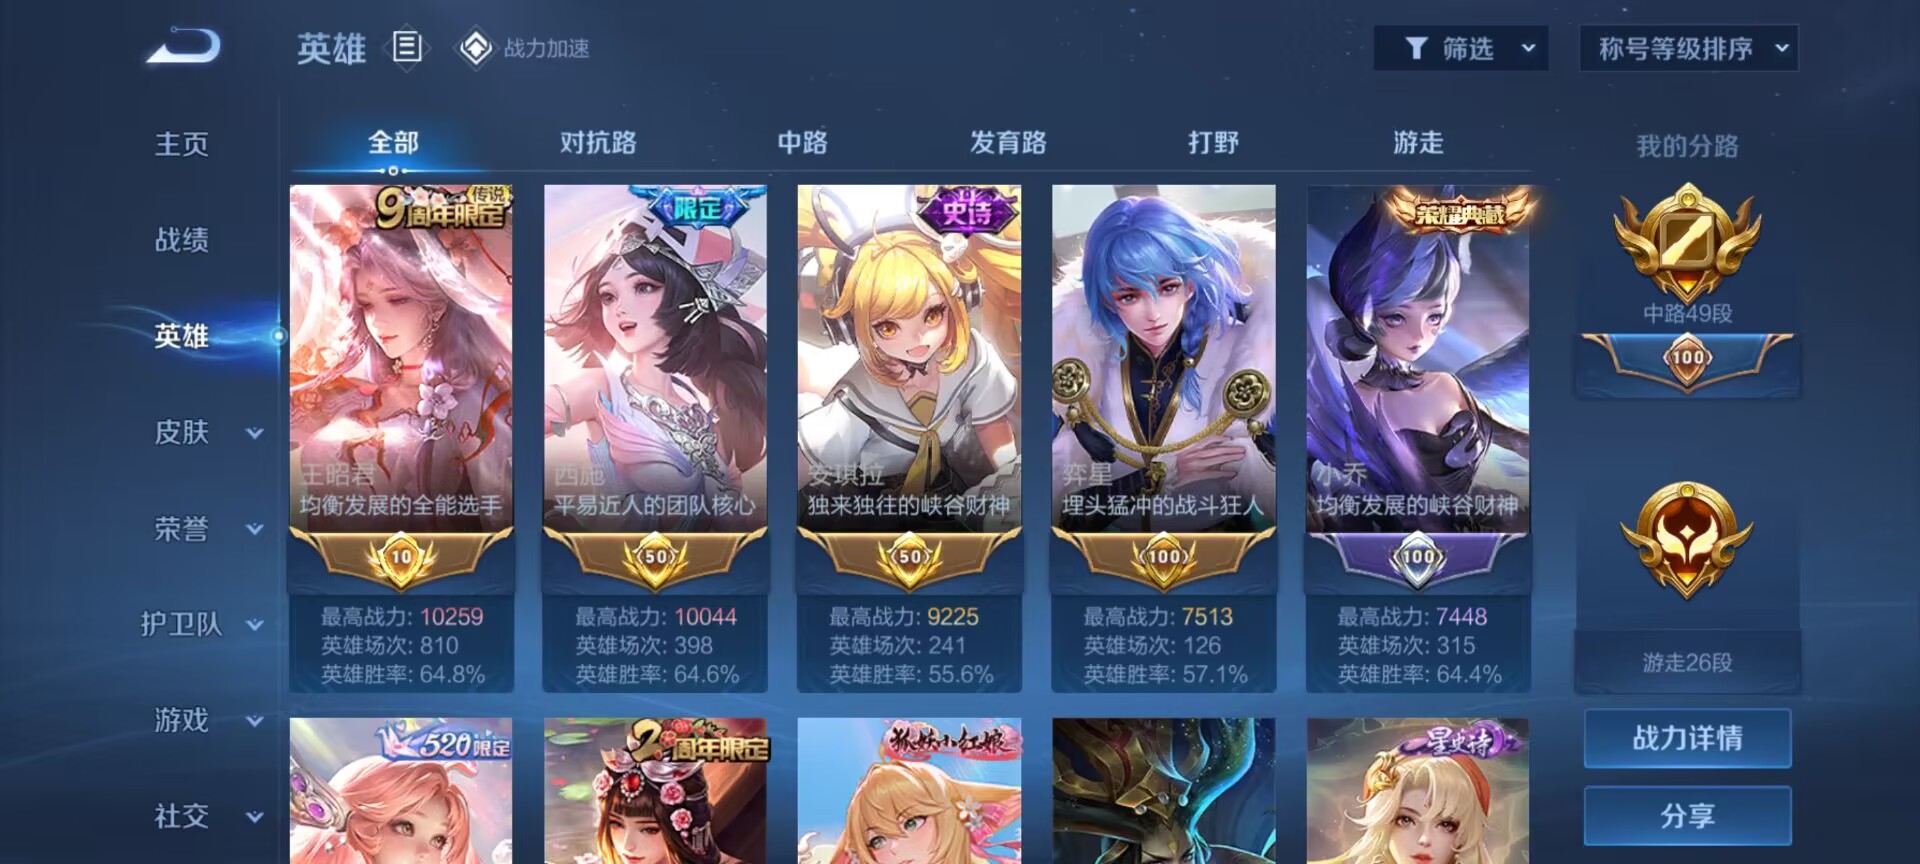 英雄
战力加速
筛选
称号等级排序
主页
战绩
英雄
皮肤
荣誉
护卫队
游戏
社交
全部
对抗路
中路
发育路
打野
游走
我的分路
传说
9周年限定
王昭君
均衡发展的全能选手
10
最高战力: 10259
英雄场次: 810
英雄胜率: 64.8%
限定
西施
平易近人的团队核心
50
最高战力: 10044
英雄场次: 398
英雄胜率: 64.6%
史诗
安琪拉
独来独往的峡谷财神
50
最高战力: 9225
英雄场次: 241
英雄胜率: 55.6%
弈星
埋头猛冲的战斗狂人
100
最高战力: 7513
英雄场次: 126
英雄胜率: 57.1%
荣耀典藏
小乔
均衡发展的峡谷财神
100
最高战力: 7448
英雄场次: 315
英雄胜率: 64.4%
中路49段
100
游走26段
战力详情
分享
520限定
2周年限定
狐妖小红娘
星史诗